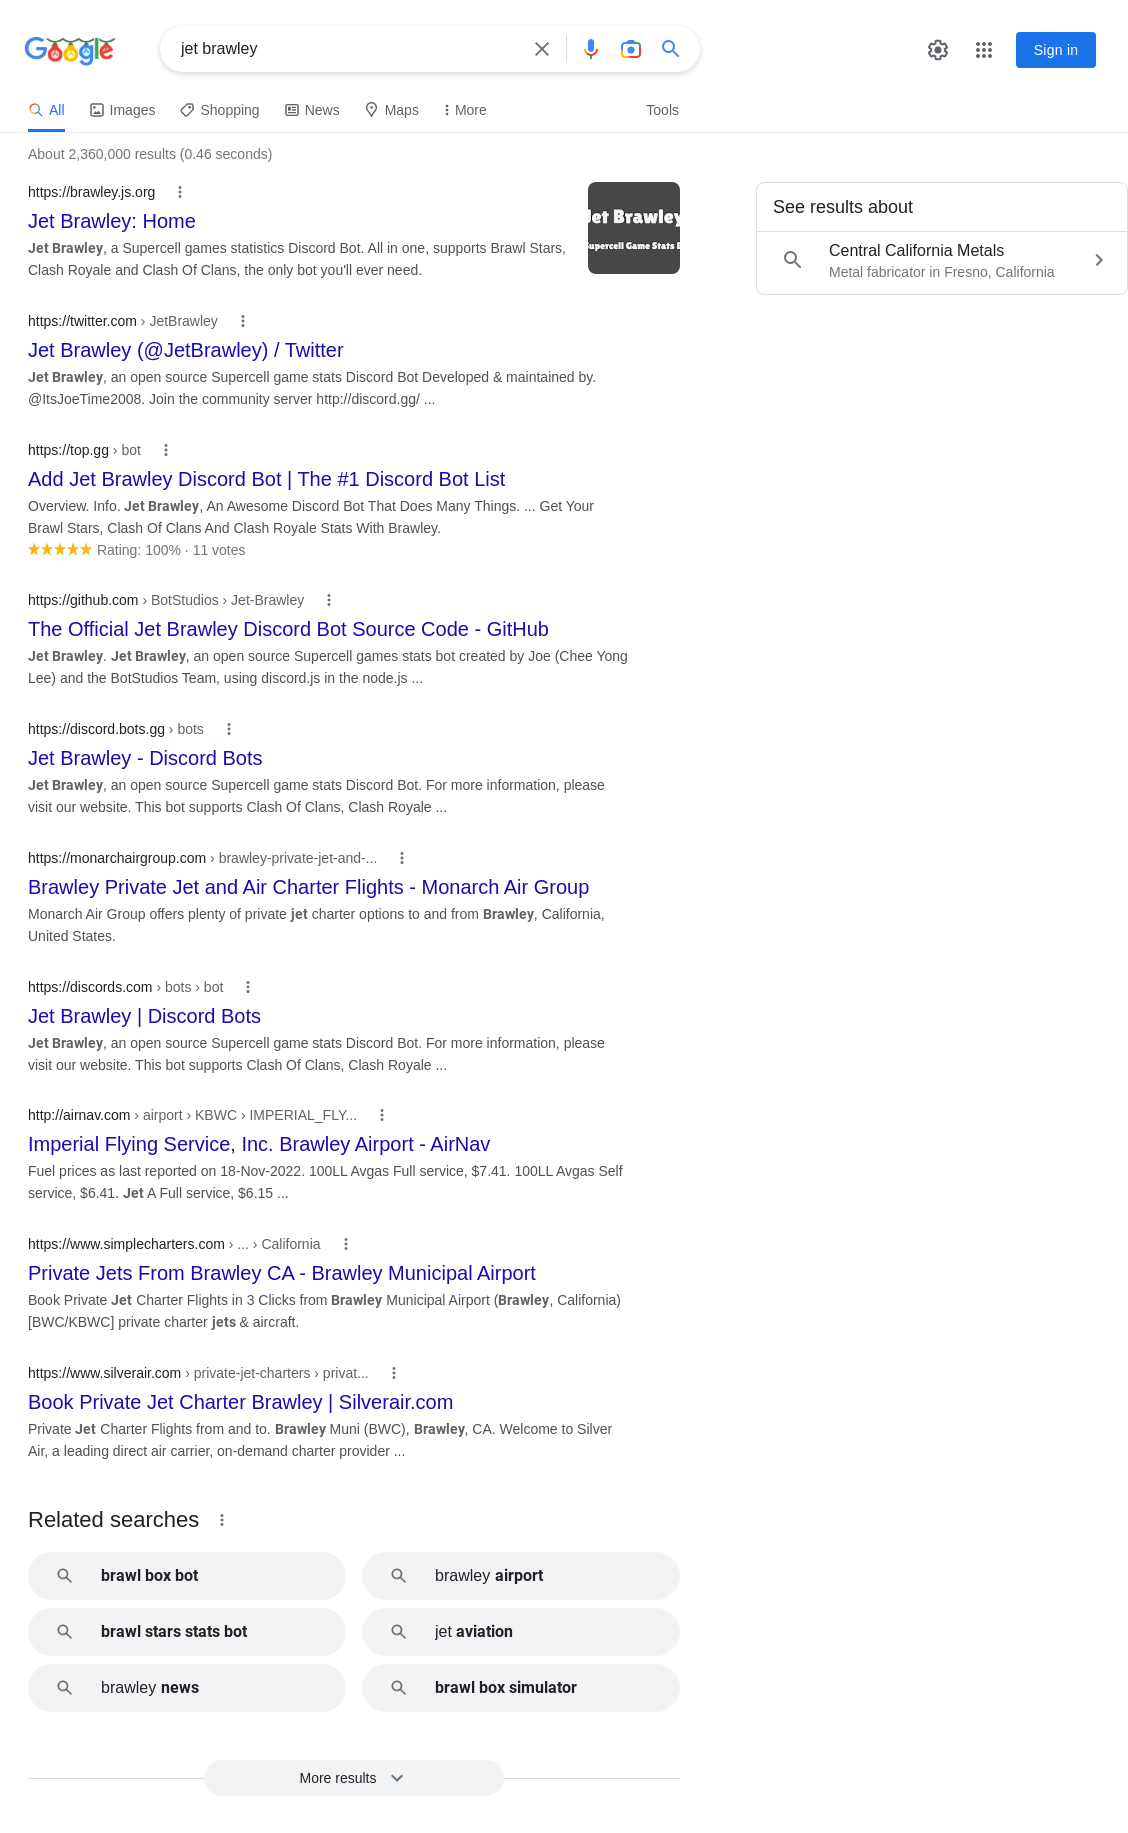 Google
jet brawley
Sign in
All
Images
Shopping
News
Maps
More
Tools
About 2,360,000 results (0.46 seconds)
https://brawley.js.org
Jet Brawley: Home
Jet Brawley, a Supercell games statistics Discord Bot. All in one, supports Brawl Stars,
Clash Royale and Clash Of Clans, the only bot you'll ever need.
Jet Brawley
Supercell Game Stats
See results about
Central California Metals
Metal fabricator in Fresno, California
https://twitter.com › JetBrawley
Jet Brawley (@JetBrawley) / Twitter
Jet Brawley, an open source Supercell game stats Discord Bot Developed & maintained by.
@ItsJoeTime2008. Join the community server http://discord.gg/ ...
https://top.gg › bot
Add Jet Brawley Discord Bot | The #1 Discord Bot List
Overview. Info. Jet Brawley, An Awesome Discord Bot That Does Many Things. ... Get Your
Brawl Stars, Clash Of Clans And Clash Royale Stats With Brawley.
Rating: 100% · 11 votes
https://github.com › BotStudios › Jet-Brawley
The Official Jet Brawley Discord Bot Source Code - GitHub
Jet Brawley. Jet Brawley, an open source Supercell games stats bot created by Joe (Chee Yong
Lee) and the BotStudios Team, using discord.js in the node.js ...
https://discord.bots.gg › bots
Jet Brawley - Discord Bots
Jet Brawley, an open source Supercell game stats Discord Bot. For more information, please
visit our website. This bot supports Clash Of Clans, Clash Royale ...
https://monarchairgroup.com › brawley-private-jet-and-...
Brawley Private Jet and Air Charter Flights - Monarch Air Group
Monarch Air Group offers plenty of private jet charter options to and from Brawley, California,
United States.
https://discords.com › bots › bot
Jet Brawley | Discord Bots
Jet Brawley, an open source Supercell game stats Discord Bot. For more information, please
visit our website. This bot supports Clash Of Clans, Clash Royale ...
http://airnav.com › airport › KBWC › IMPERIAL_FLY...
Imperial Flying Service, Inc. Brawley Airport - AirNav
Fuel prices as last reported on 18-Nov-2022. 100LL Avgas Full service, $7.41. 100LL Avgas Self
service, $6.41. Jet A Full service, $6.15 ...
https://www.simplecharters.com › ... › California
Private Jets From Brawley CA - Brawley Municipal Airport
Book Private Jet Charter Flights in 3 Clicks from Brawley Municipal Airport (Brawley, California)
[BWC/KBWC] private charter jets & aircraft.
https://www.silverair.com › private-jet-charters › privat...
Book Private Jet Charter Brawley | Silverair.com
Private Jet Charter Flights from and to. Brawley Muni (BWC), Brawley, CA. Welcome to Silver
Air, a leading direct air carrier, on-demand charter provider ...
Related searches
brawl box bot
brawley airport
brawl stars stats bot
jet aviation
brawley news
brawl box simulator
More results